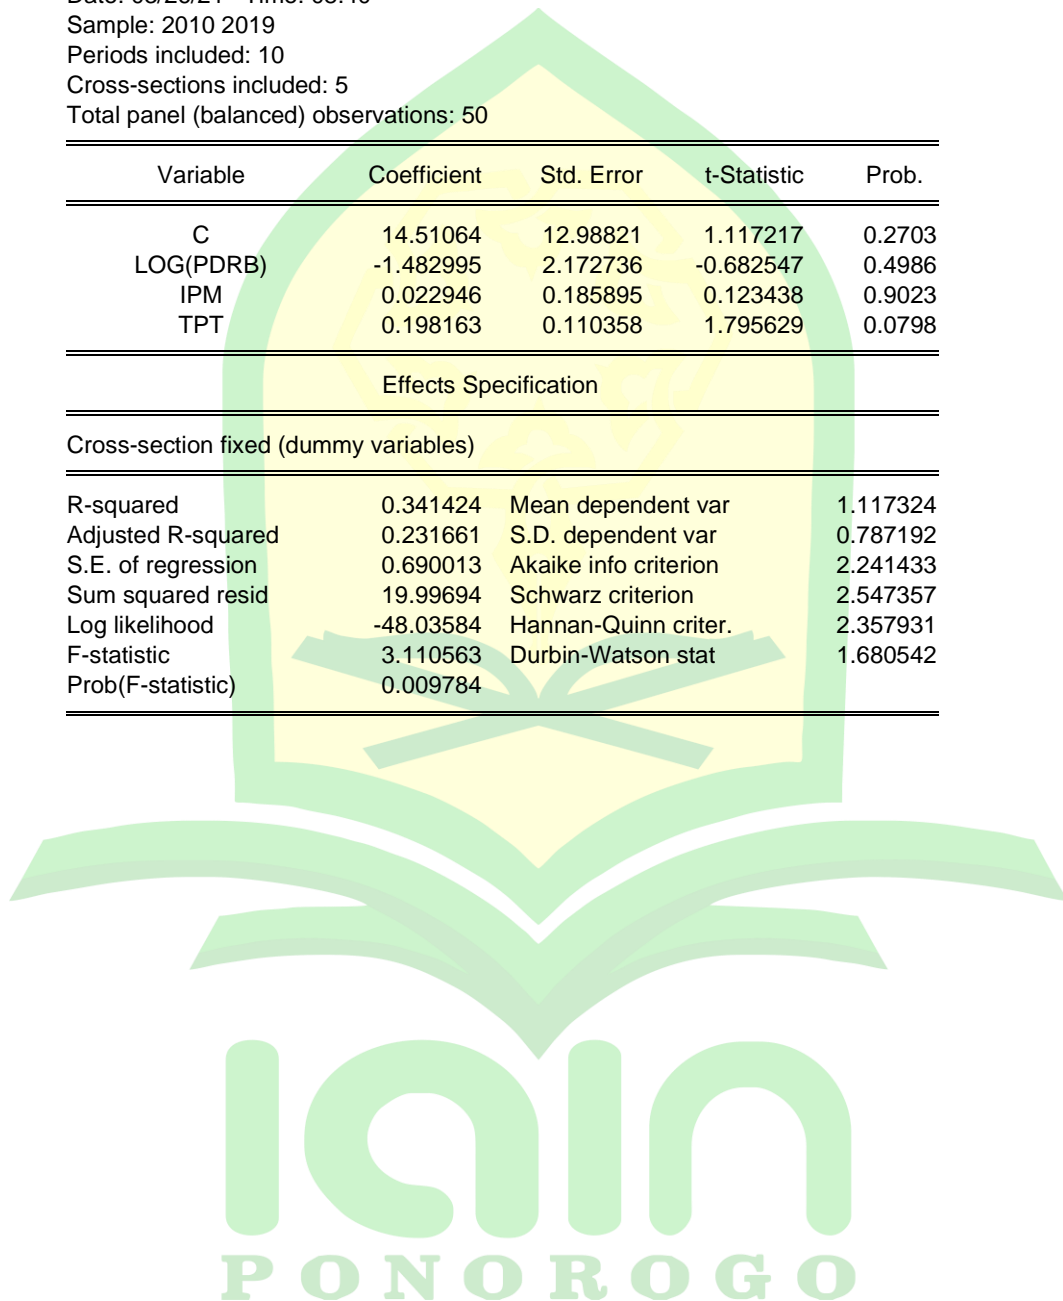 Sample: 2010 2019
Periods included: 10
Cross-sections included: 5
Total panel (balanced) observations: 50
Variable Coefficient Std. Error t-Statistic Prob.
C 14.51064 12.98821 1.117217 0.2703
LOG(PDRB) -1.482995 2.172736 -0.682547 0.4986
IPM 0.022946 0.185895 0.123438 0.9023
TPT 0.198163 0.110358 1.795629 0.0798
Effects Specification
Cross-section fixed (dummy variables)
R-squared 0.341424 Mean dependent var 1.117324
Adjusted R-squared 0.231661 S.D. dependent var 0.787192
S.E. of regression 0.690013 Akaike info criterion 2.241433
Sum squared resid 19.99694 Schwarz criterion 2.547357
Log likelihood -48.03584 Hannan-Quinn criter. 2.357931
F-statistic 3.110563 Durbin-Watson stat 1.680542
Prob(F-statistic) 0.009784
iain
PONOROGO